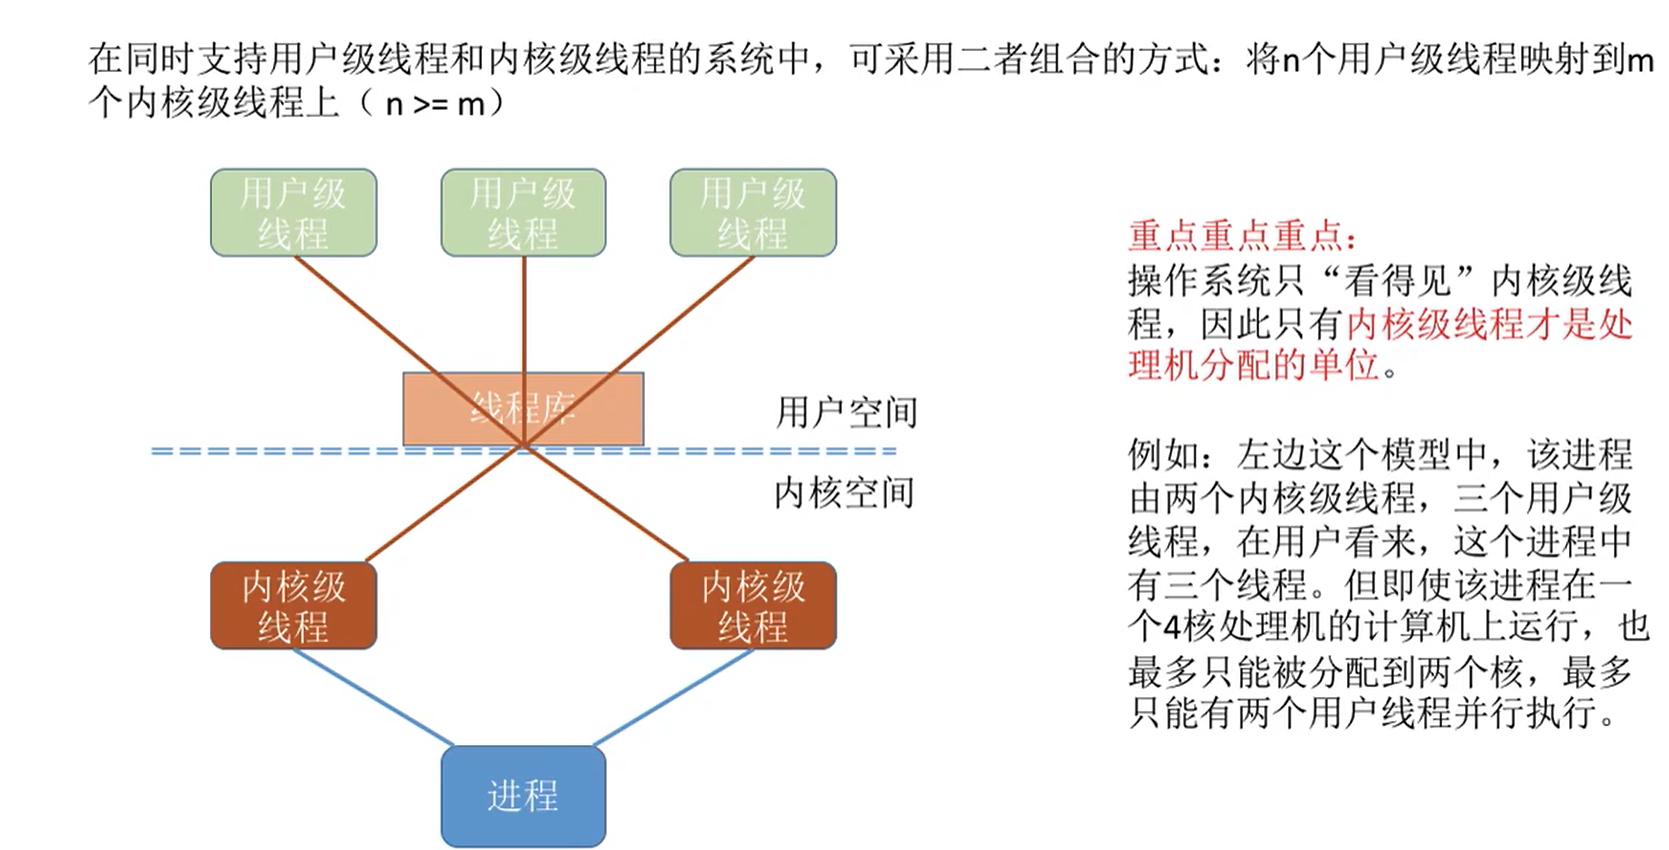 在同时支持用户级线程和内核级线程的系统中，可采用二者组合的方式：将n个用户级线程映射到m
个内核级线程上（ n >= m）
用户级
线程
用户级
线程
用户级
线程
线程库
用户空间
内核空间
内核级
线程
内核级
线程
进程
重点重点重点：
操作系统只“看得见”内核级线
程，因此只有内核级线程才是处
理机分配的单位。
例如：左边这个模型中，该进程
由两个内核级线程，三个用户级
线程，在用户看来，这个进程中
有三个线程。但即使该进程在一
个4核处理机的计算机上运行，也
最多只能被分配到两个核，最多
只能有两个用户线程并行执行。